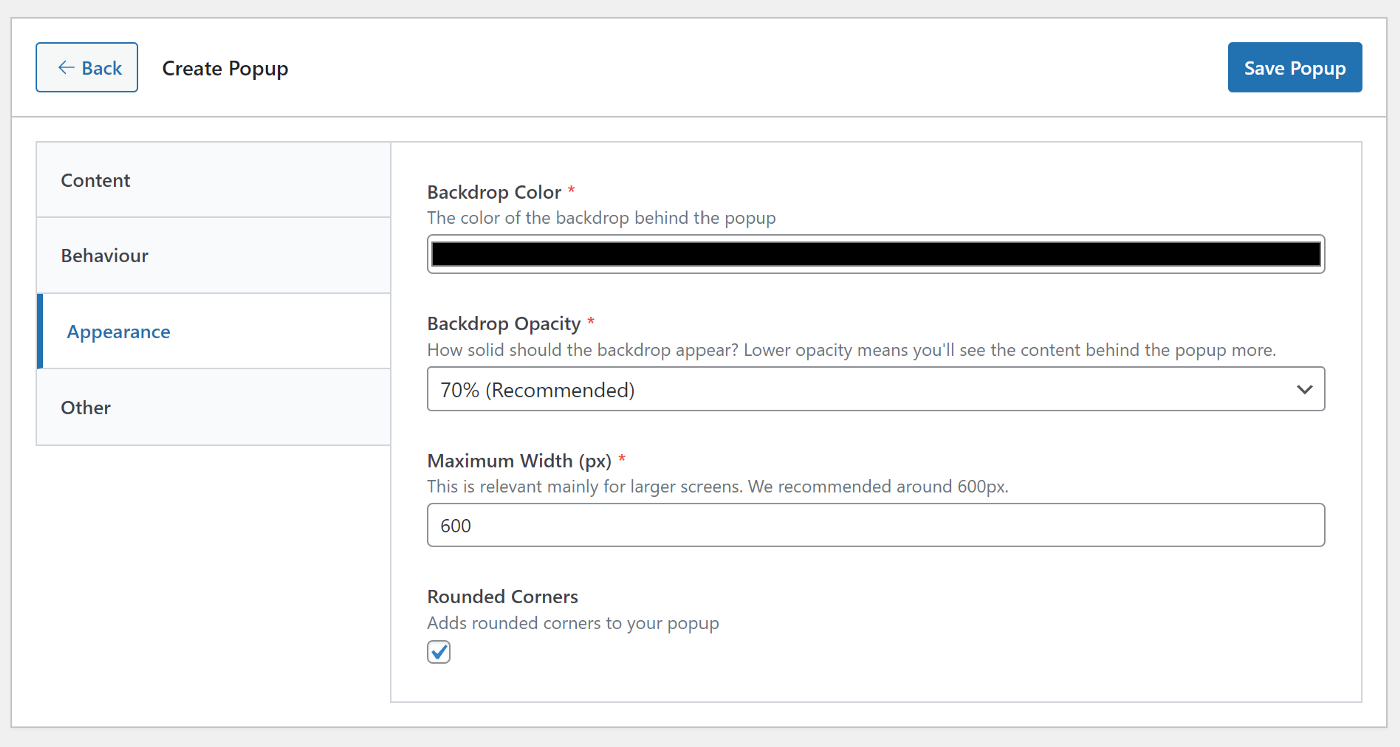 ← Back
Create Popup
Save Popup
Content
Behaviour
Appearance
Other
Backdrop Color *
The color of the backdrop behind the popup
Backdrop Opacity *
How solid should the backdrop appear? Lower opacity means you'll see the content behind the popup more.
70% (Recommended)
Maximum Width (px) *
This is relevant mainly for larger screens. We recommended around 600px.
600
Rounded Corners
Adds rounded corners to your popup